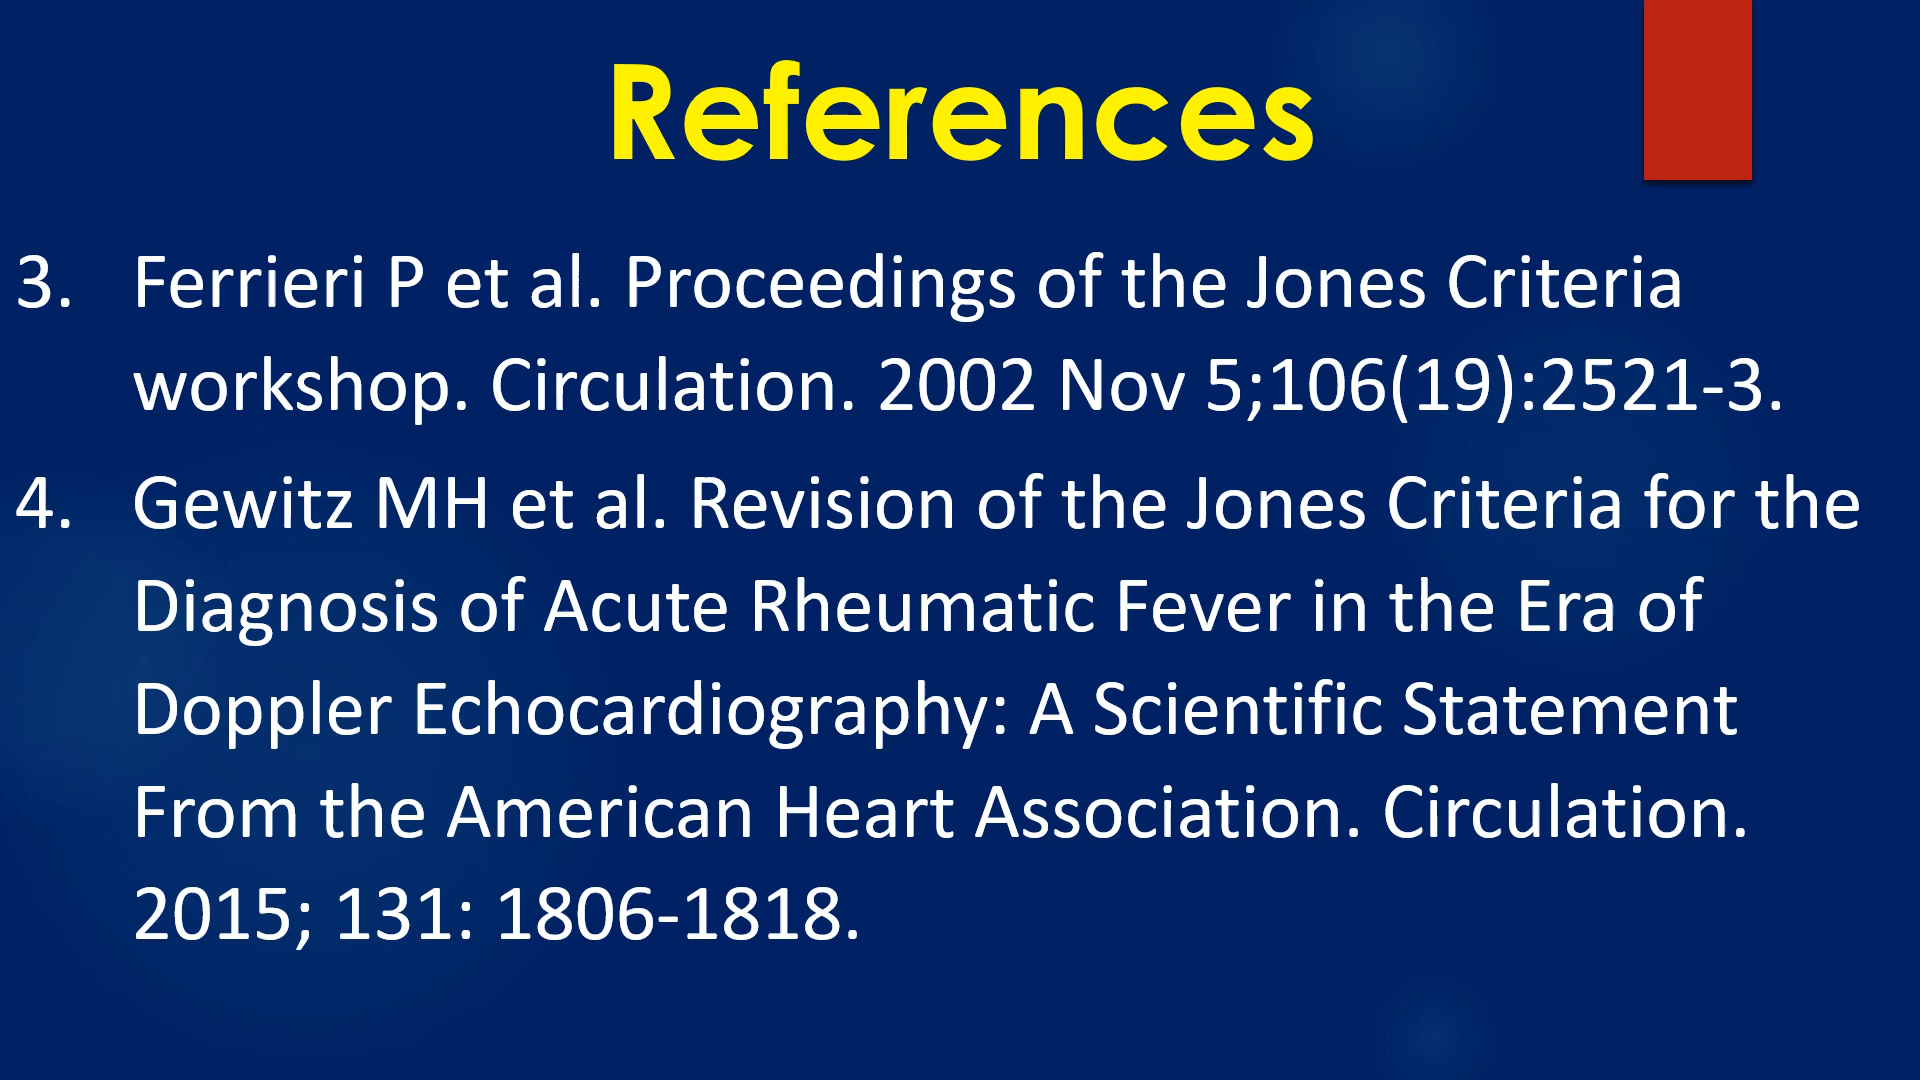 References
3. Ferrieri P et al. Proceedings of the Jones Criteria
workshop. Circulation. 2002 Nov 5;106(19):2521-3.
4. Gewitz MH et al. Revision of the Jones Criteria for the
Diagnosis of Acute Rheumatic Fever in the Era of
Doppler Echocardiography: A Scientific Statement
From the American Heart Association. Circulation.
2015; 131: 1806-1818.